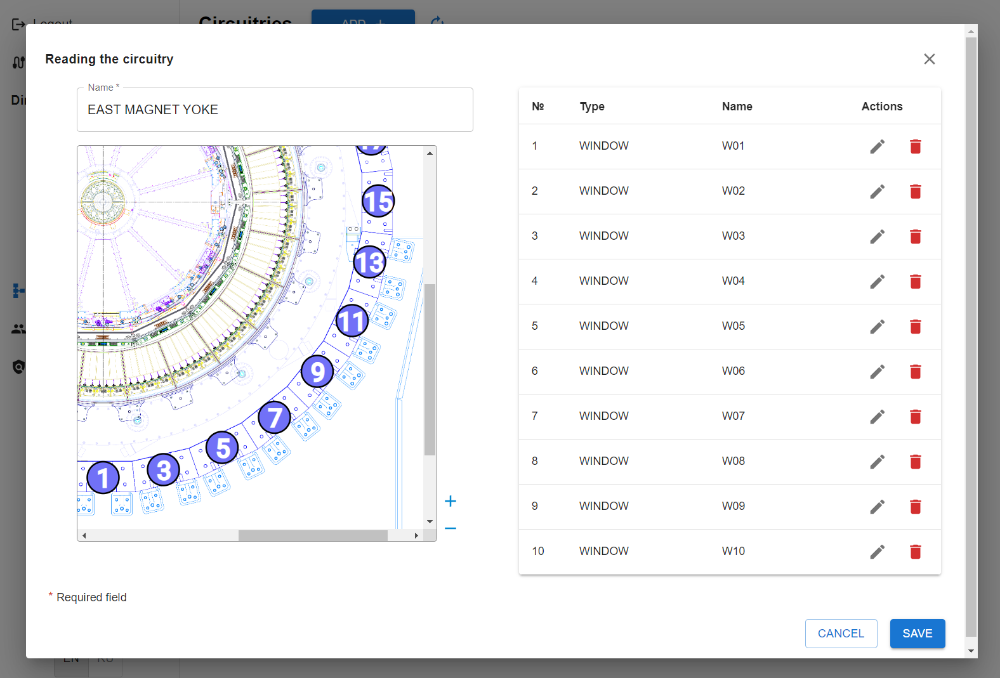 Logout
Circuitries
ADD +
Reading the circuitry
Name *
EAST MAGNET YOKE
17
15
13
11
9
7
5
3
1
№ Type Name Actions
1 WINDOW W01
2 WINDOW W02
3 WINDOW W03
4 WINDOW W04
5 WINDOW W05
6 WINDOW W06
7 WINDOW W07
8 WINDOW W08
9 WINDOW W09
10 WINDOW W10
* Required field
CANCEL SAVE
EN RU